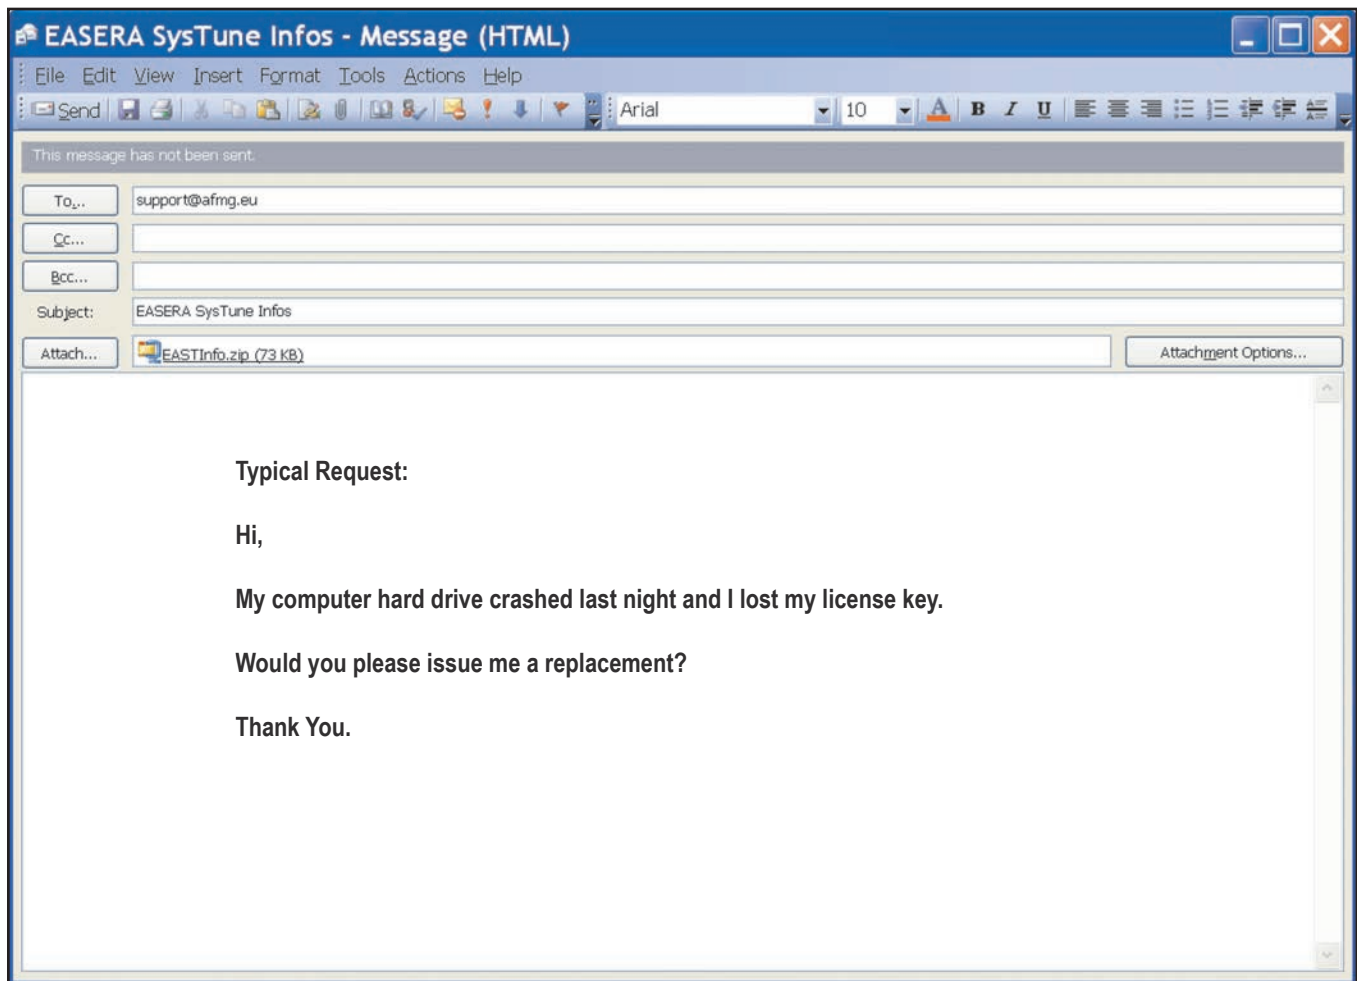 EASERA SysTune Infos - Message (HTML)
File Edit View Insert Format Tools Actions Help
Send Arial 10 A B I U
This message has not been sent.
To... support@afmg.eu
Cc...
Bcc...
Subject: EASERA SysTune Infos
Attach... EASTInfo.zip (73 KB) Attachment Options...
Typical Request:
Hi,
My computer hard drive crashed last night and I lost my license key.
Would you please issue me a replacement?
Thank You.